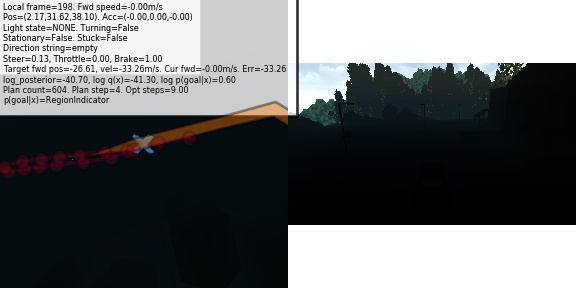 Local frame=198. Fwd speed=-0.00m/s
Pos=(2.17,31.62,38.10). Acc=(-0.00,0.00,-0.00)
Light state=NONE. Turning=False
Stationary=False. Stuck=False
Direction string=empty
Steer=0.13, Throttle=0.00, Brake=1.00
Target fwd pos=-26.61, vel=-33.26m/s. Cur fwd=-0.00m/s. Err=-33.26
log_posterior=-40.70, log q(x)=-41.30, log p(goal|x)=0.60
Plan count=604. Plan step=4. Opt steps=9.00
p(goal|x)=RegionIndicator